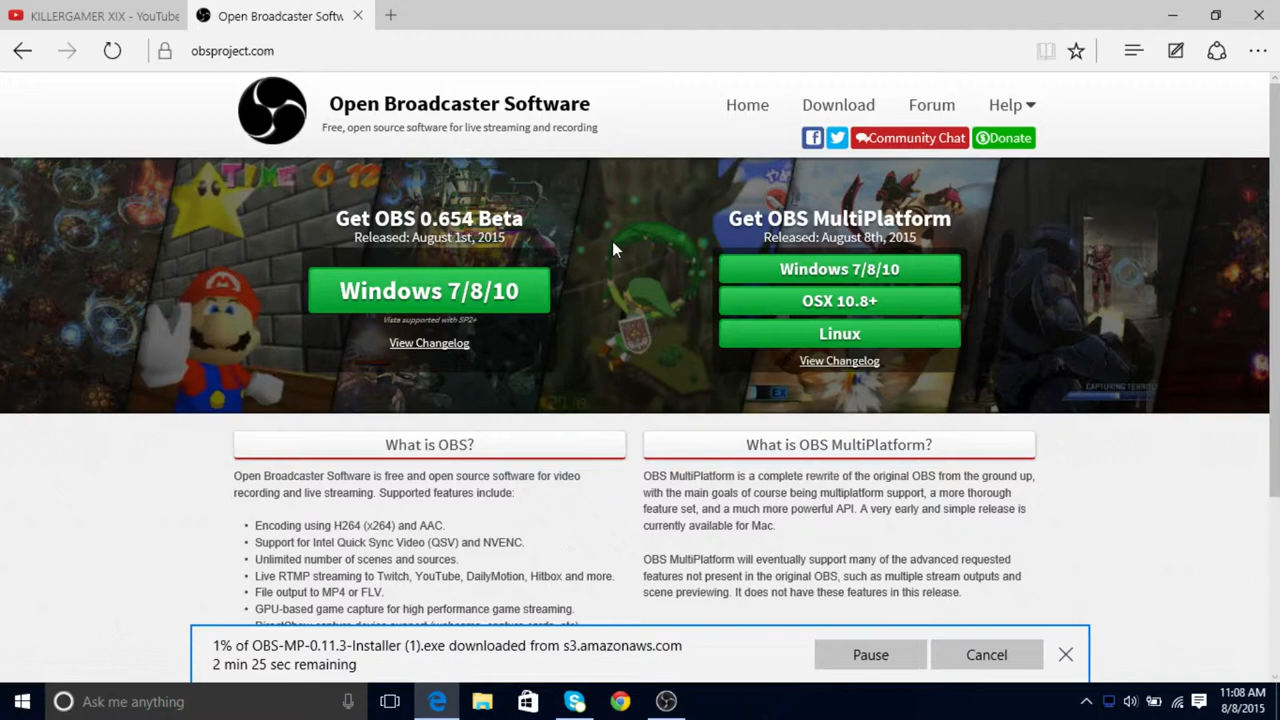 KILLERGAMER XIX - YouTube
Open Broadcaster Softw
obsproject.com
Open Broadcaster Software
Free, open source software for live streaming and recording
Home Download Forum Help
Community Chat Donate
TIME 0 12
Get OBS 0.654 Beta
Released: August 1st, 2015
Windows 7/8/10
Vista supported with SP2+
View Changelog
Get OBS MultiPlatform
Released: August 8th, 2015
Windows 7/8/10
OSX 10.8+
Linux
View Changelog
What is OBS?
Open Broadcaster Software is free and open source software for video
recording and live streaming. Supported features include:
• Encoding using H264 (x264) and AAC.
• Support for Intel Quick Sync Video (QSV) and NVENC.
• Unlimited number of scenes and sources.
• Live RTMP streaming to Twitch, YouTube, DailyMotion, Hitbox and more.
• File output to MP4 or FLV.
• GPU-based game capture for high performance game streaming.
What is OBS MultiPlatform?
OBS MultiPlatform is a complete rewrite of the original OBS from the ground up,
with the main goals of course being multiplatform support, a more thorough
feature set, and a much more powerful API. A very early and simple release is
currently available for Mac.
OBS MultiPlatform will eventually support many of the advanced requested
features not present in the original OBS, such as multiple stream outputs and
scene previewing. It does not have these features in this release.
1% of OBS-MP-0.11.3-Installer (1).exe downloaded from s3.amazonaws.com
2 min 25 sec remaining
Pause Cancel
Ask me anything
11:08 AM
8/8/2015